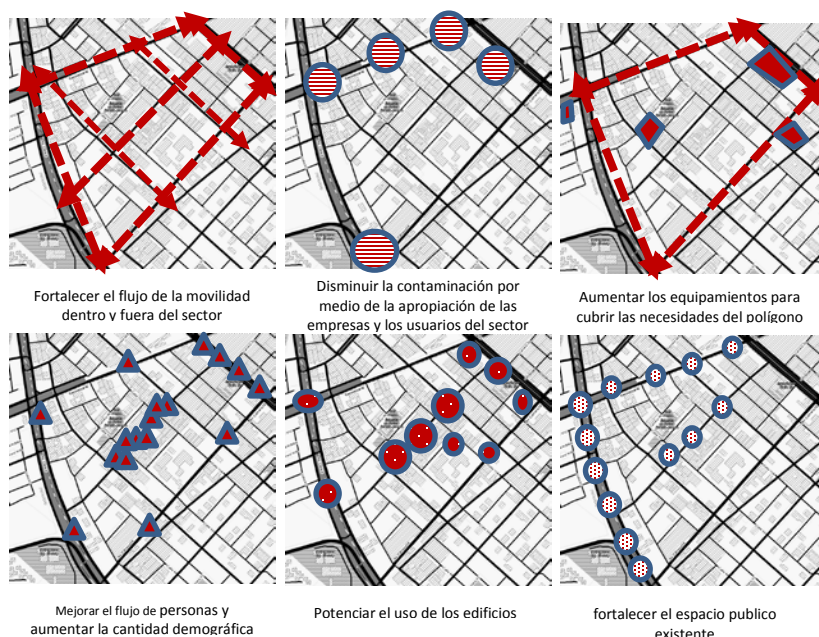 Fortalecer el flujo de la movilidad
dentro y fuera del sector
Disminuir la contaminación por
medio de la apropiación de las
empresas y los usuarios del sector
Aumentar los equipamientos para
cubrir las necesidades del polígono
Mejorar el flujo de personas y
aumentar la cantidad demográfica
Potenciar el uso de los edificios
fortalecer el espacio publico
existente